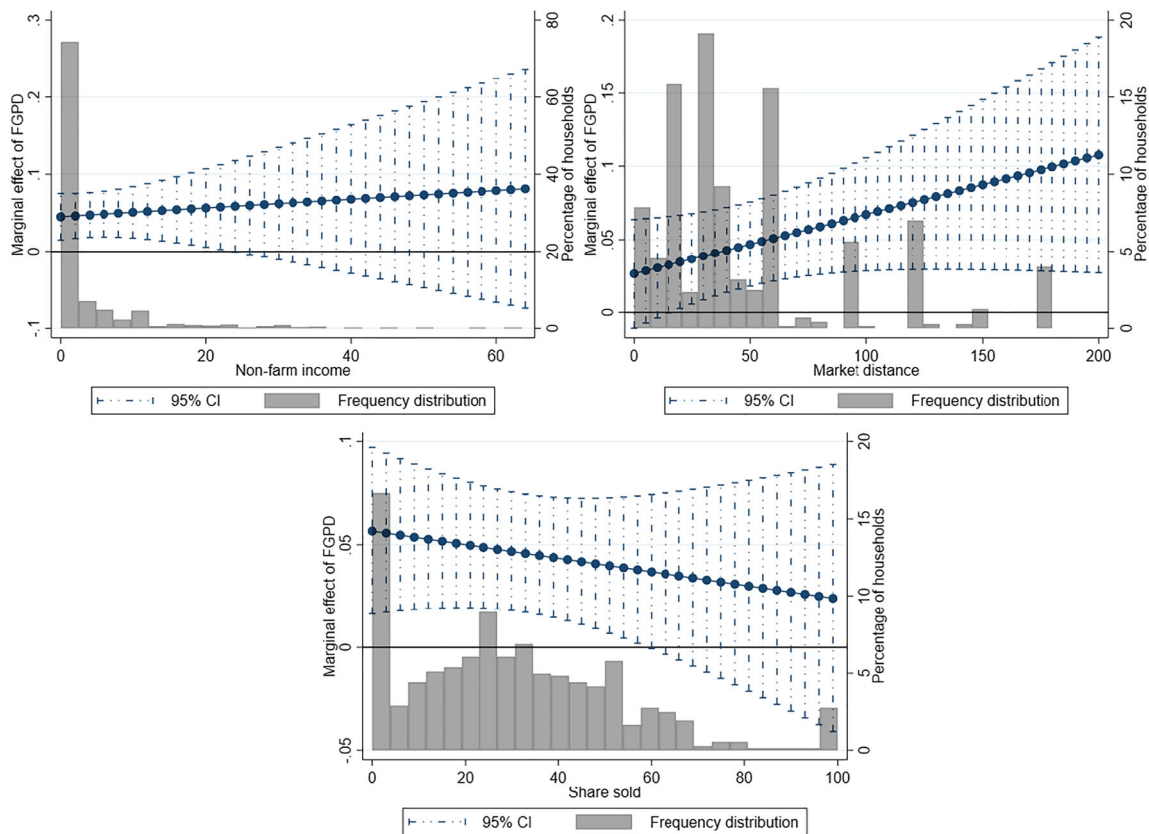 Marginal effect of FGPD
.3
.2
.1
0
-.1
80
60
40
20
0
Percentage of households
0 20 40 60
Non-farm income
95% CI Frequency distribution
Marginal effect of FGPD
.2
.15
.1
.05
0
20
15
10
5
0
Percentage of households
0 50 100 150 200
Market distance
95% CI Frequency distribution
Marginal effect of FGPD
.1
.05
0
-.05
20
15
10
5
0
Percentage of households
0 20 40 60 80 100
Share sold
95% CI Frequency distribution